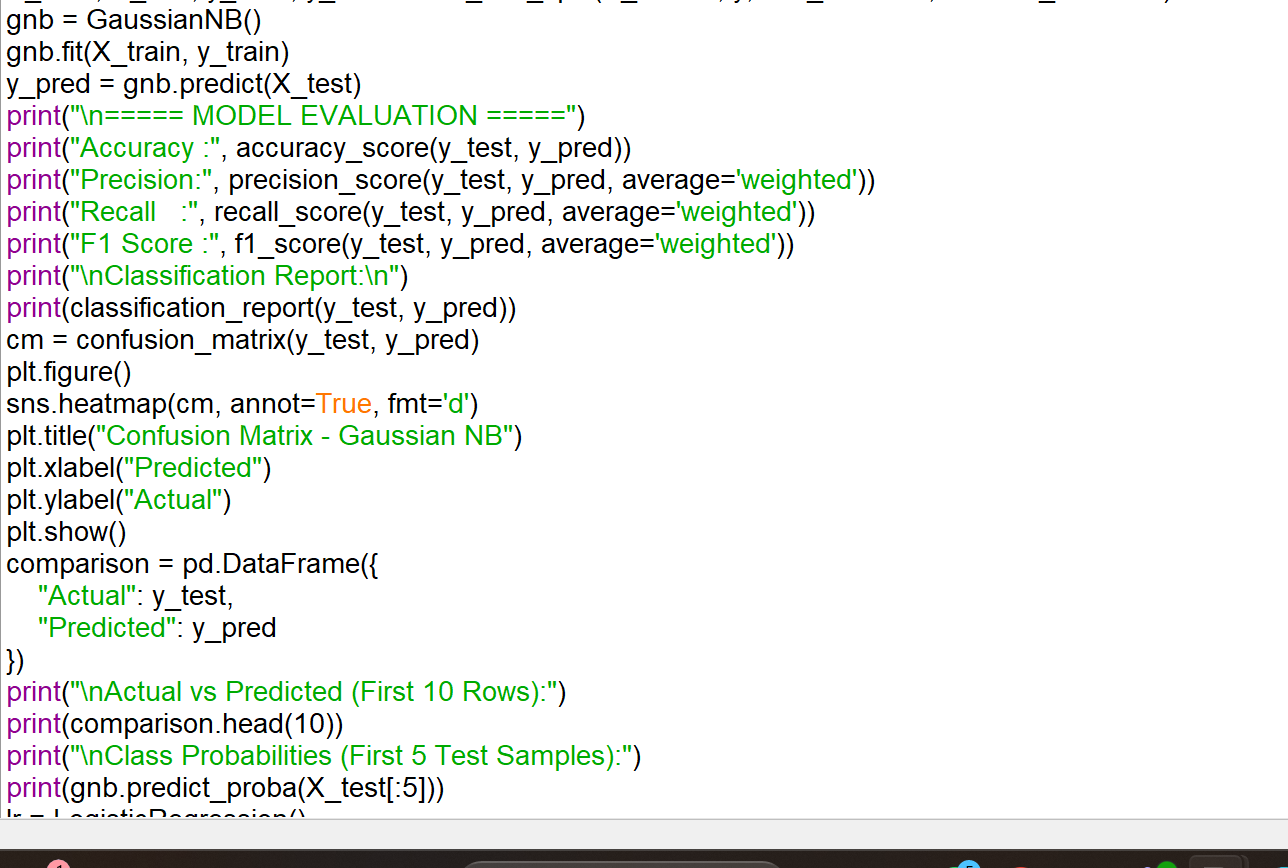 gnb = GaussianNB()
gnb.fit(X_train, y_train)
y_pred = gnb.predict(X_test)
print("\n===== MODEL EVALUATION =====")
print("Accuracy :", accuracy_score(y_test, y_pred))
print("Precision:", precision_score(y_test, y_pred, average='weighted'))
print("Recall   :", recall_score(y_test, y_pred, average='weighted'))
print("F1 Score :", f1_score(y_test, y_pred, average='weighted'))
print("\nClassification Report:\n")
print(classification_report(y_test, y_pred))
cm = confusion_matrix(y_test, y_pred)
plt.figure()
sns.heatmap(cm, annot=True, fmt='d')
plt.title("Confusion Matrix - Gaussian NB")
plt.xlabel("Predicted")
plt.ylabel("Actual")
plt.show()
comparison = pd.DataFrame({
    "Actual": y_test,
    "Predicted": y_pred
})
print("\nActual vs Predicted (First 10 Rows):")
print(comparison.head(10))
print("\nClass Probabilities (First 5 Test Samples):")
print(gnb.predict_proba(X_test[:5]))
lr = LogisticRegression()